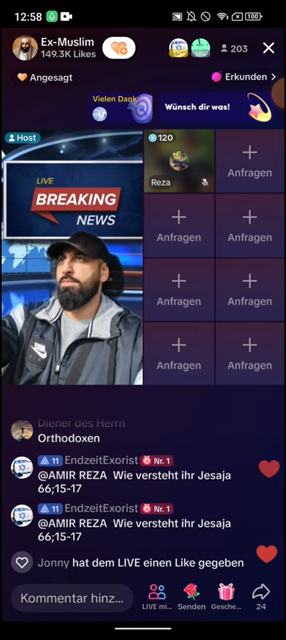 12:58
100
Ex-Muslim
149.3K Likes
203
Angesagt
Erkunden >
Vielen Dank
Wünsch dir was!
Host
120
LIVE
BREAKING
NEWS
Reza
Anfragen
Anfragen
Anfragen
Anfragen
Anfragen
Anfragen
Anfragen
Diener des Herrn
Orthodoxen
11 EndzeitExorist Nr. 1
@AMIR REZA Wie versteht ihr Jesaja
66;15-17
11 EndzeitExorist Nr. 1
@AMIR REZA Wie versteht ihr Jesaja
66;15-17
Jonny hat dem LIVE einen Like gegeben
Kommentar hinz...
LIVE mi...
Senden
Gesche...
24